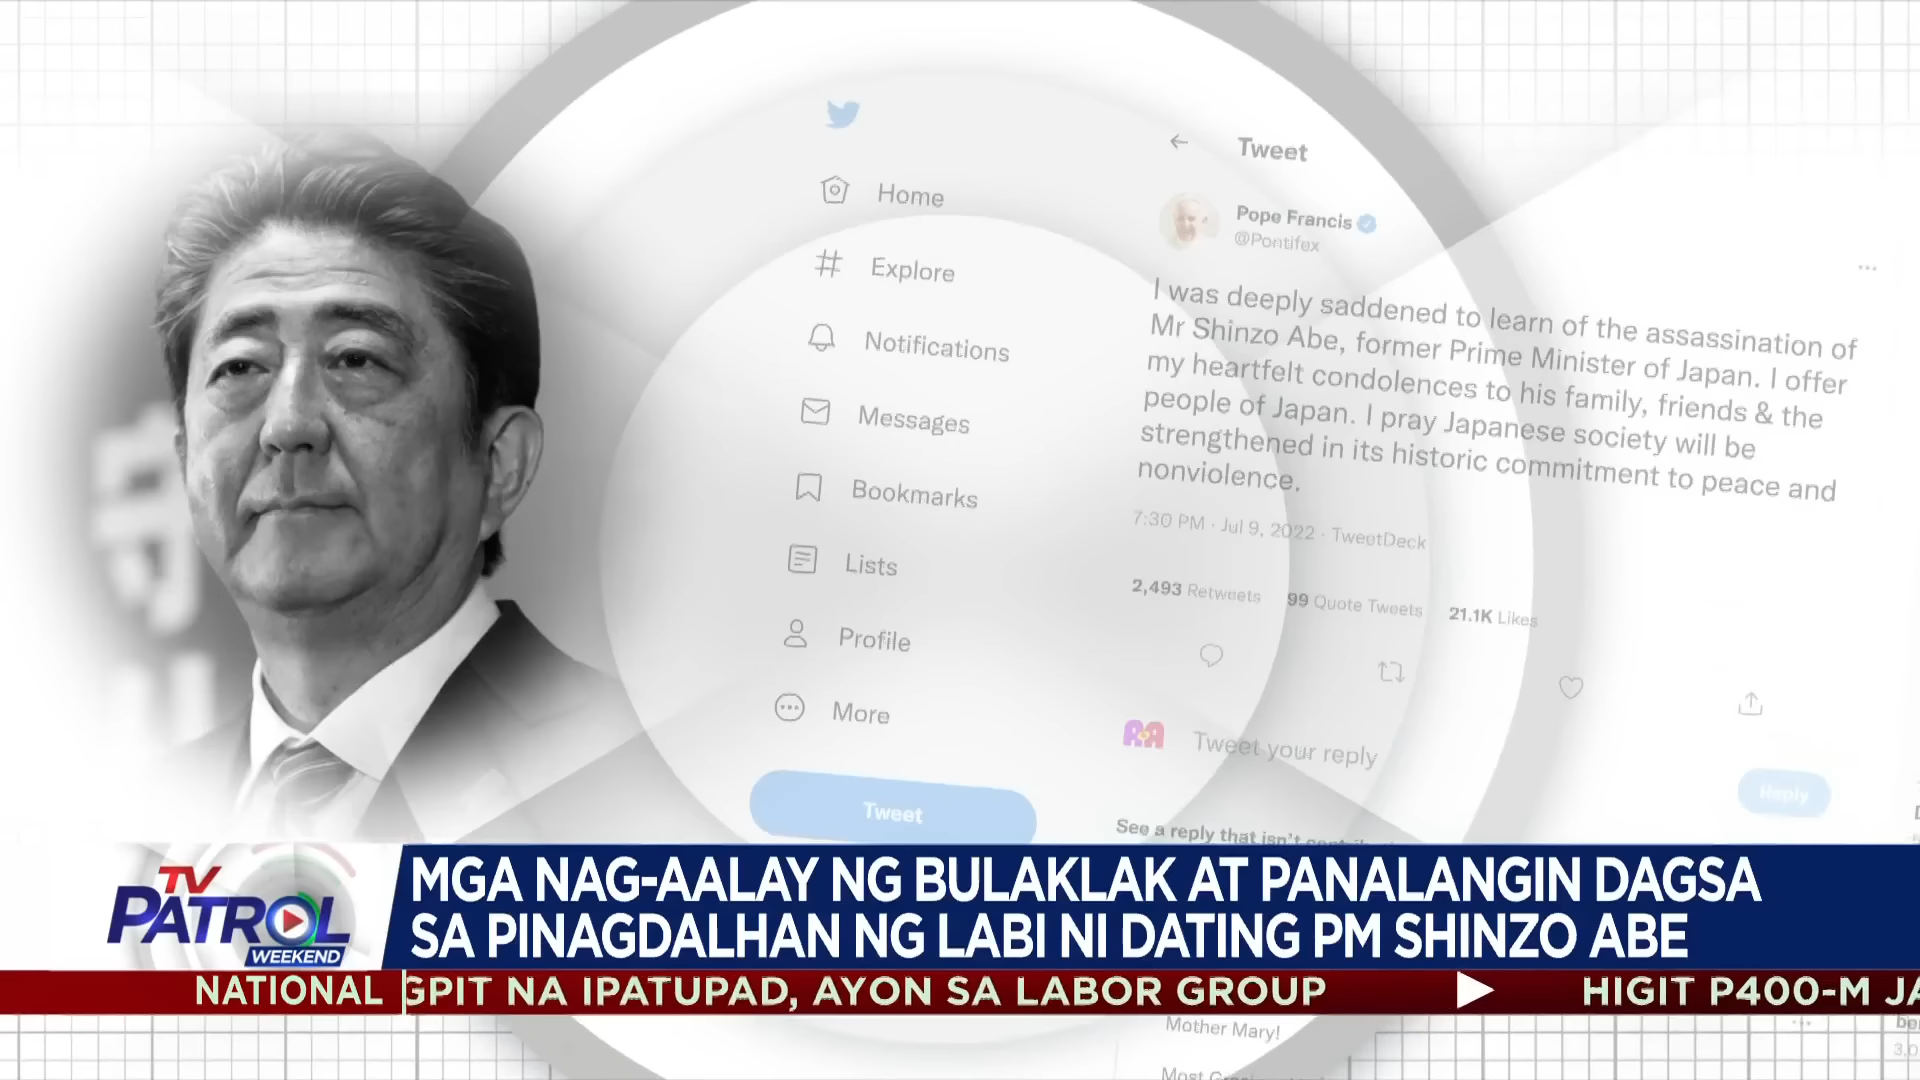 Home
Explore
Notifications
Messages
Bookmarks
Lists
Profile
More
Tweet
Tweet
Pope Francis
@Pontifex
I was deeply saddened to learn of the assassination of
Mr Shinzo Abe, former Prime Minister of Japan. I offer
my heartfelt condolences to his family, friends & the
people of Japan. I pray Japanese society will be
strengthened in its historic commitment to peace and
nonviolence.
7:30 PM · Jul 9, 2022 · TweetDeck
2,493 Retweets 99 Quote Tweets 21.1K Likes
Tweet your reply
Reply
See a reply that isn't
TV
PATROL
WEEKEND
MGA NAG-AALAY NG BULAKLAK AT PANALANGIN DAGSA
SA PINAGDALHAN NG LABI NI DATING PM SHINZO ABE
NATIONAL GPIT NA IPATUPAD, AYON SA LABOR GROUP HIGIT P400-M JA
Mother Mary!
Most